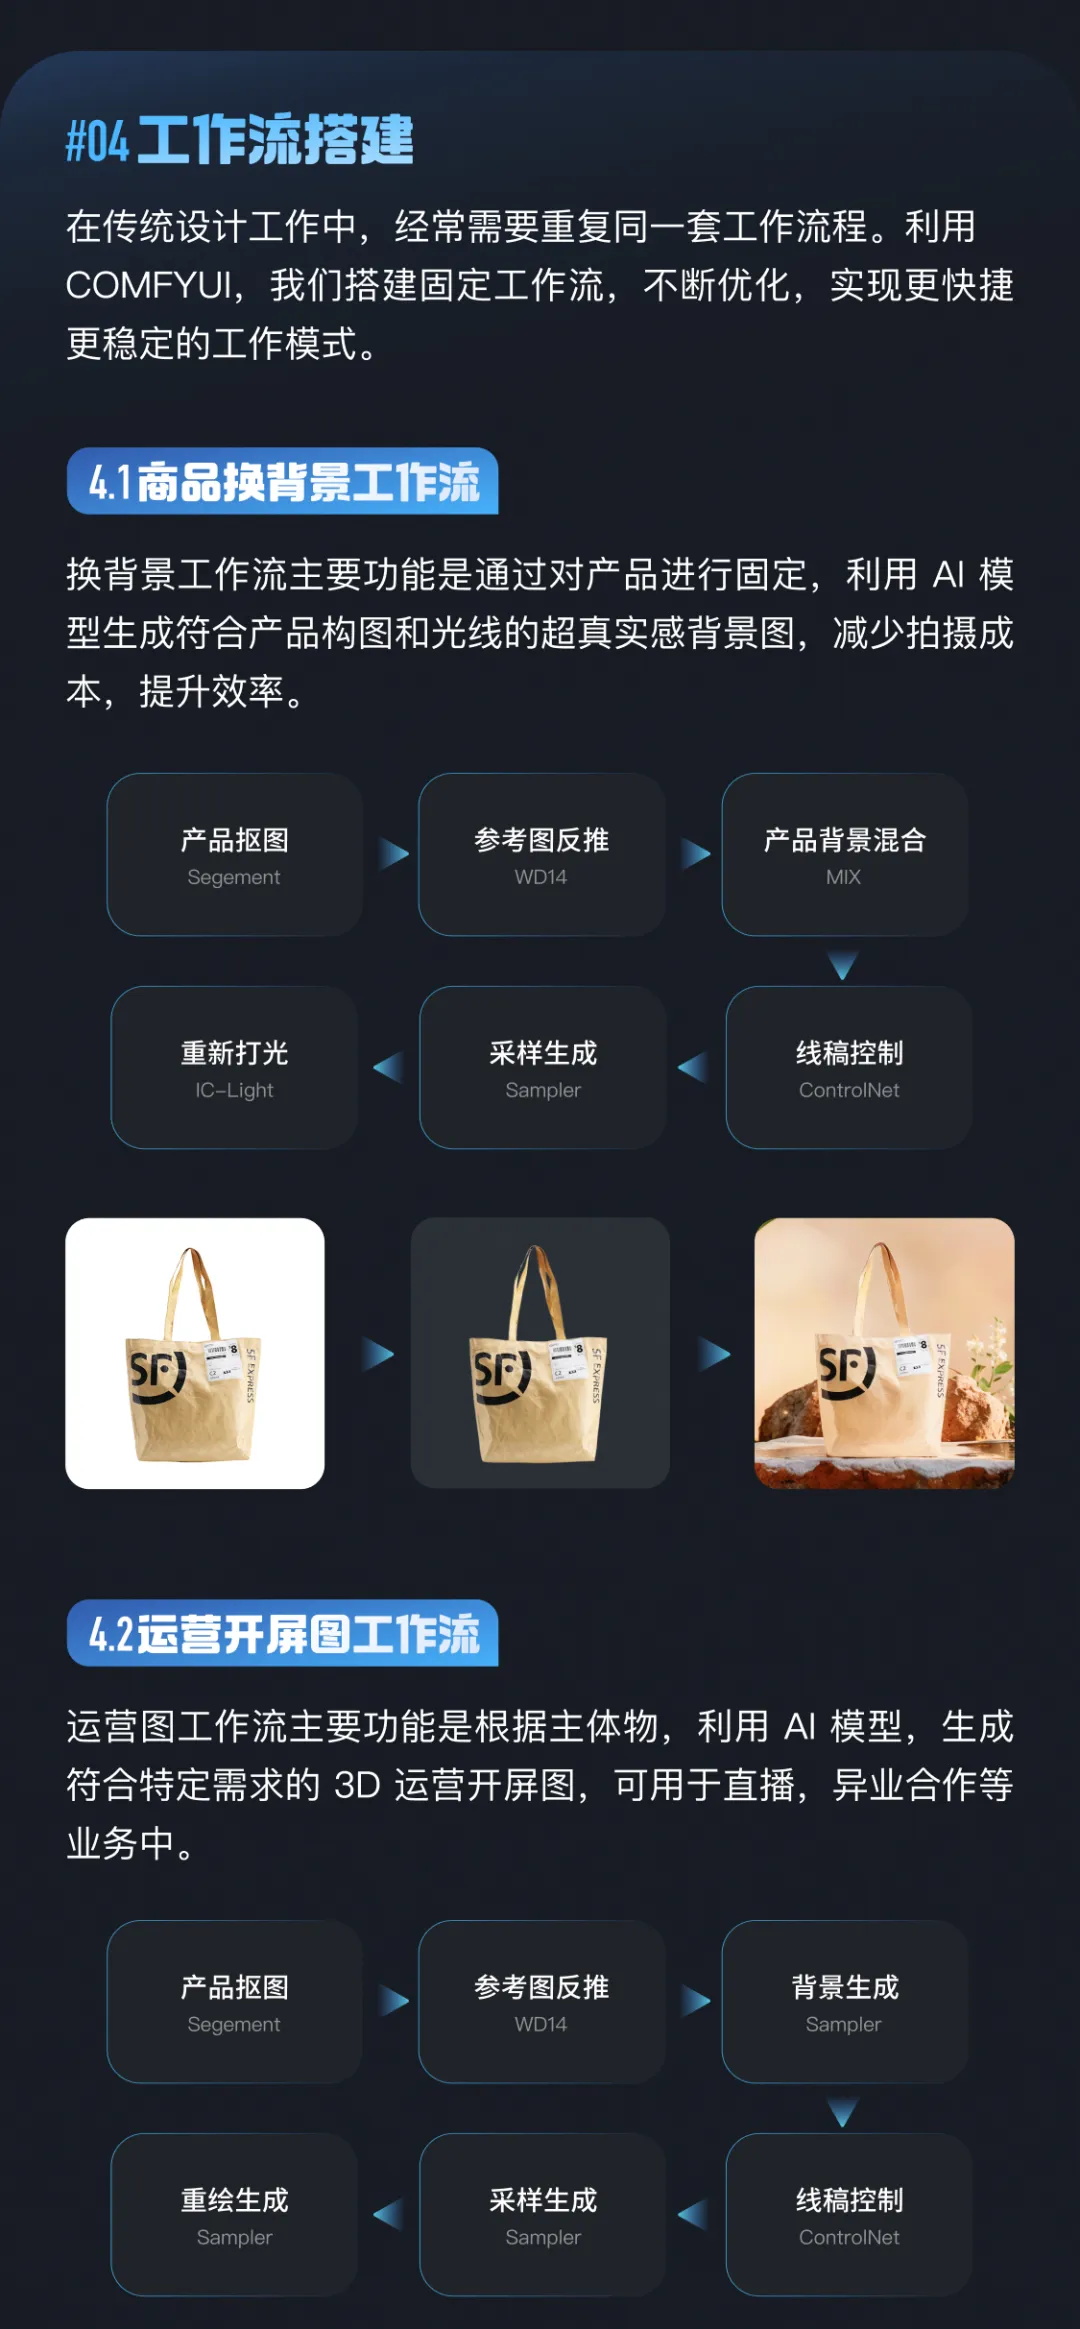 #04 工作流搭建
在传统设计工作中，经常需要重复同一套工作流程。利用
COMFYUI，我们搭建固定工作流，不断优化，实现更快捷
更稳定的工作模式。
4.1商品换背景工作流
换背景工作流主要功能是通过对产品进行固定，利用 AI 模
型生成符合产品构图和光线的超真实感背景图，减少拍摄成
本，提升效率。
产品抠图
Segement
参考图反推
WD14
产品背景混合
MIX
重新打光
IC-Light
采样生成
Sampler
线稿控制
ControlNet
SF
SF EXPRESS
SF
SF EXPRESS
SF
SF EXPRESS
4.2运营开屏图工作流
运营图工作流主要功能是根据主体物，利用 AI 模型，生成
符合特定需求的 3D 运营开屏图，可用于直播，异业合作等
业务中。
产品抠图
Segement
参考图反推
WD14
背景生成
Sampler
重绘生成
Sampler
采样生成
Sampler
线稿控制
ControlNet